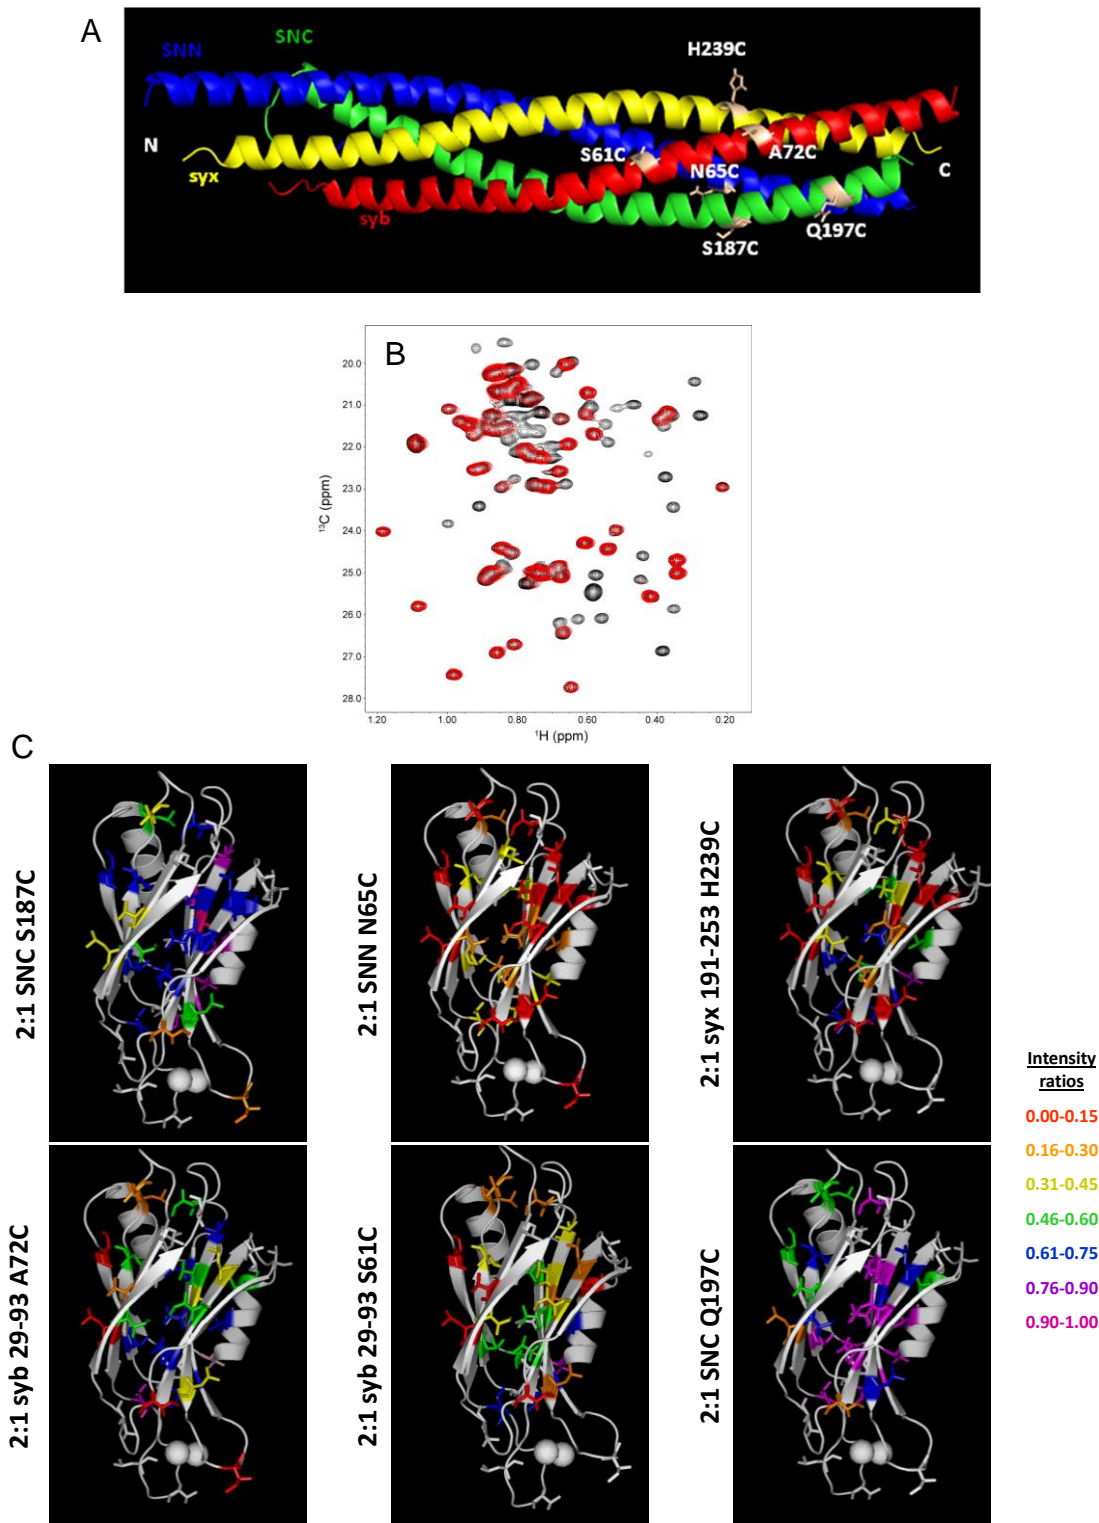 A
SNN
SNC
H239C
N
S61C
A72C
N65C
C
syx
syb
Q197C
S187C
B
20.0
21.0
22.0
23.0
24.0
25.0
26.0
27.0
28.0
¹³C (ppm)
1.20 1.00 0.80 0.60 0.40 0.20
¹H (ppm)
C
2:1 SNC S187C
2:1 SNN N65C
2:1 syx 191-253 H239C
Intensity
ratios
0.00-0.15
0.16-0.30
0.31-0.45
0.46-0.60
0.61-0.75
0.76-0.90
0.90-1.00
2:1 syb 29-93 A72C
2:1 syb 29-93 S61C
2:1 SNC Q197C